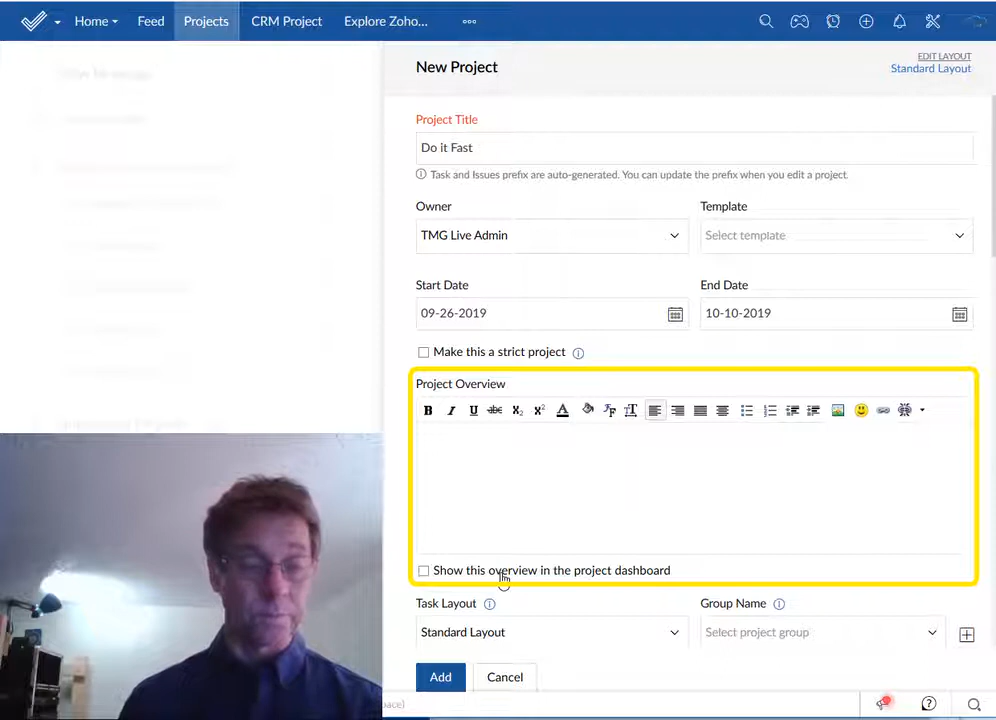 Home Feed Projects CRM Project Explore Zoho...
New Project
EDIT LAYOUT
Standard Layout
Project Title
Do it Fast
Task and Issues prefix are auto-generated. You can update the prefix when you edit a project.
Owner Template
TMG Live Admin Select template
Start Date End Date
09-26-2019 10-10-2019
Make this a strict project
Project Overview
B I U abc X₂ X² A
Show this overview in the project dashboard
Task Layout Group Name
Standard Layout Select project group
Add Cancel